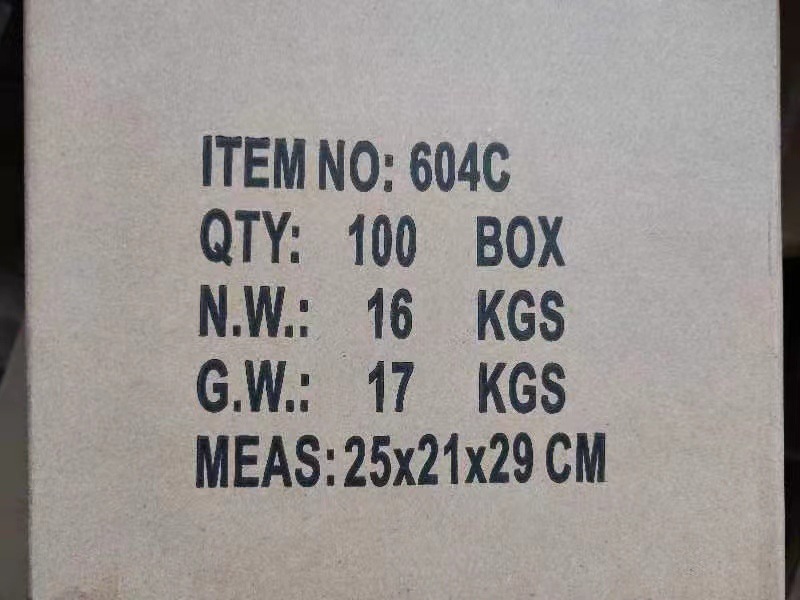 ITEM NO: 604C
QTY: 100 BOX
N.W.: 16 KGS
G.W.: 17 KGS
MEAS: 25x21x29 CM